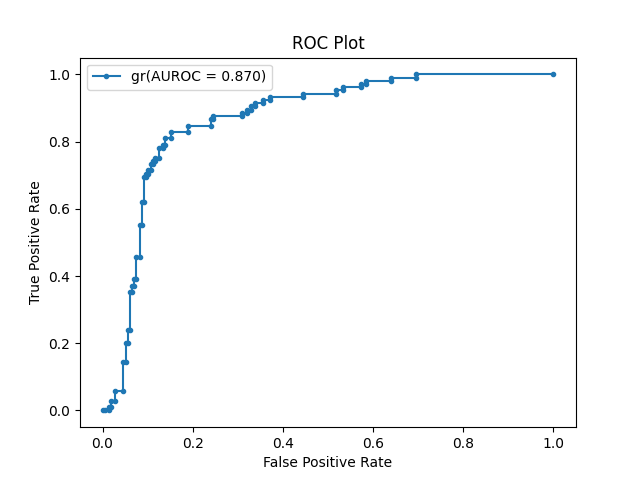 ROC Plot
gr(AUROC = 0.870)
1.0
0.8
0.6
0.4
0.2
0.0
True Positive Rate
0.0 0.2 0.4 0.6 0.8 1.0
False Positive Rate